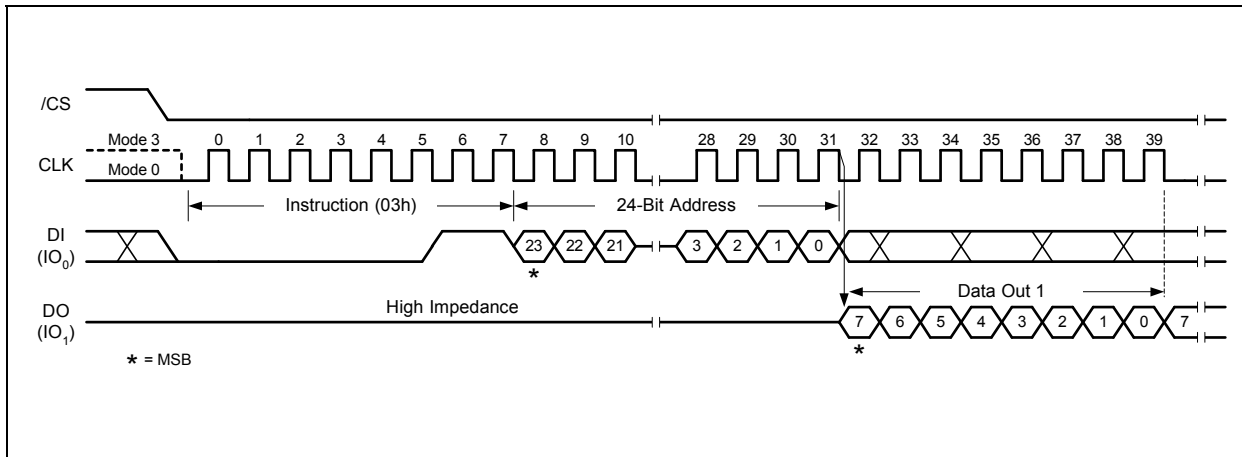 /CS
Mode 3
0 1 2 3 4 5 6 7 8 9 10 28 29 30 31 32 33 34 35 36 37 38 39
CLK
Mode 0
Instruction (03h) 24-Bit Address
DI
(IO0)
23 22 21 3 2 1 0
*
Data Out 1
High Impedance
DO
(IO1)
7 6 5 4 3 2 1 0 7
*
* = MSB